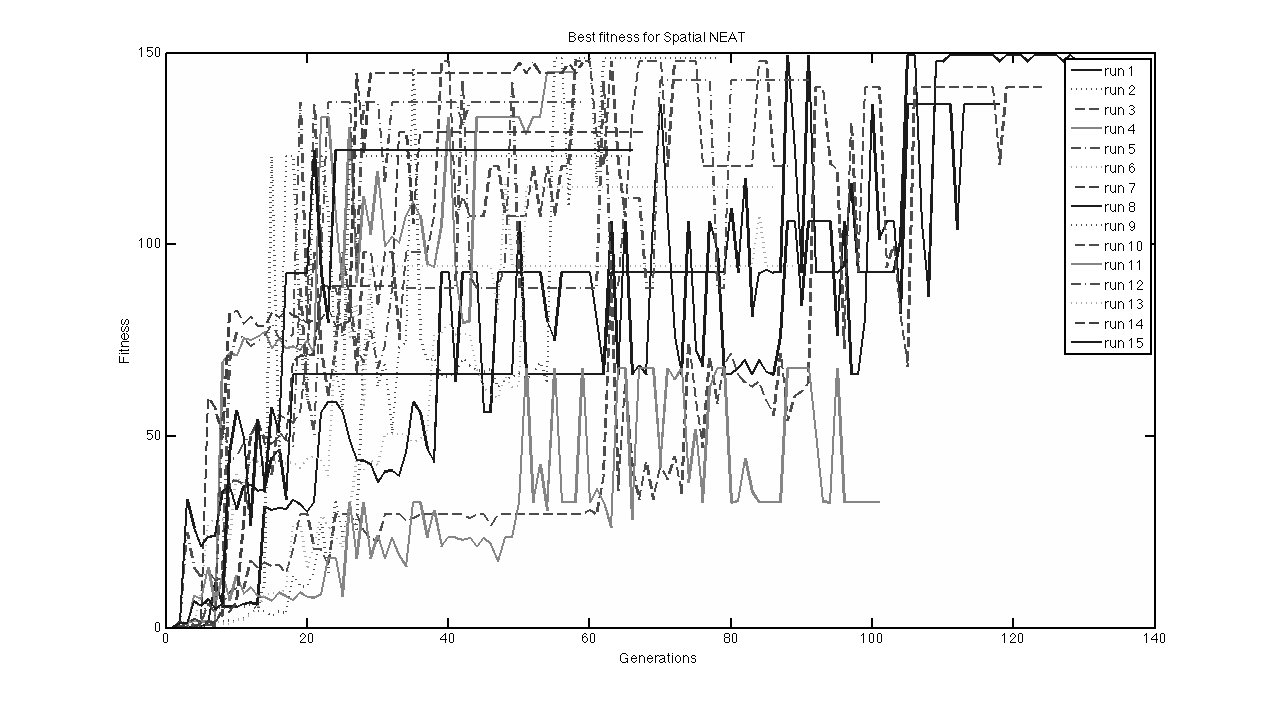 Best fitness for Spatial NEAT
150
100
50
0
Fitness
0 20 40 60 80 100 120 140
Generations
run 1
run 2
run 3
run 4
run 5
run 6
run 7
run 8
run 9
run 10
run 11
run 12
run 13
run 14
run 15